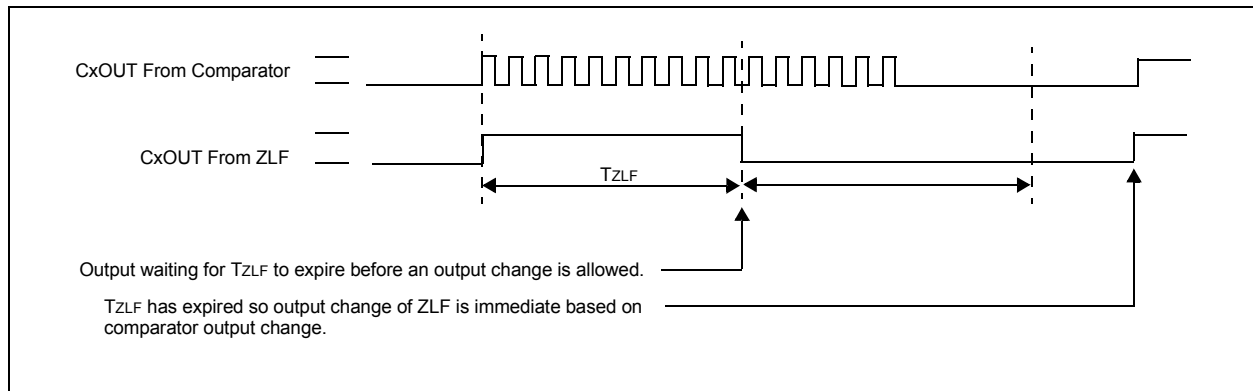 CxOUT From Comparator
CxOUT From ZLF
TZLF
Output waiting for TZLF to expire before an output change is allowed.
TZLF has expired so output change of ZLF is immediate based on
comparator output change.